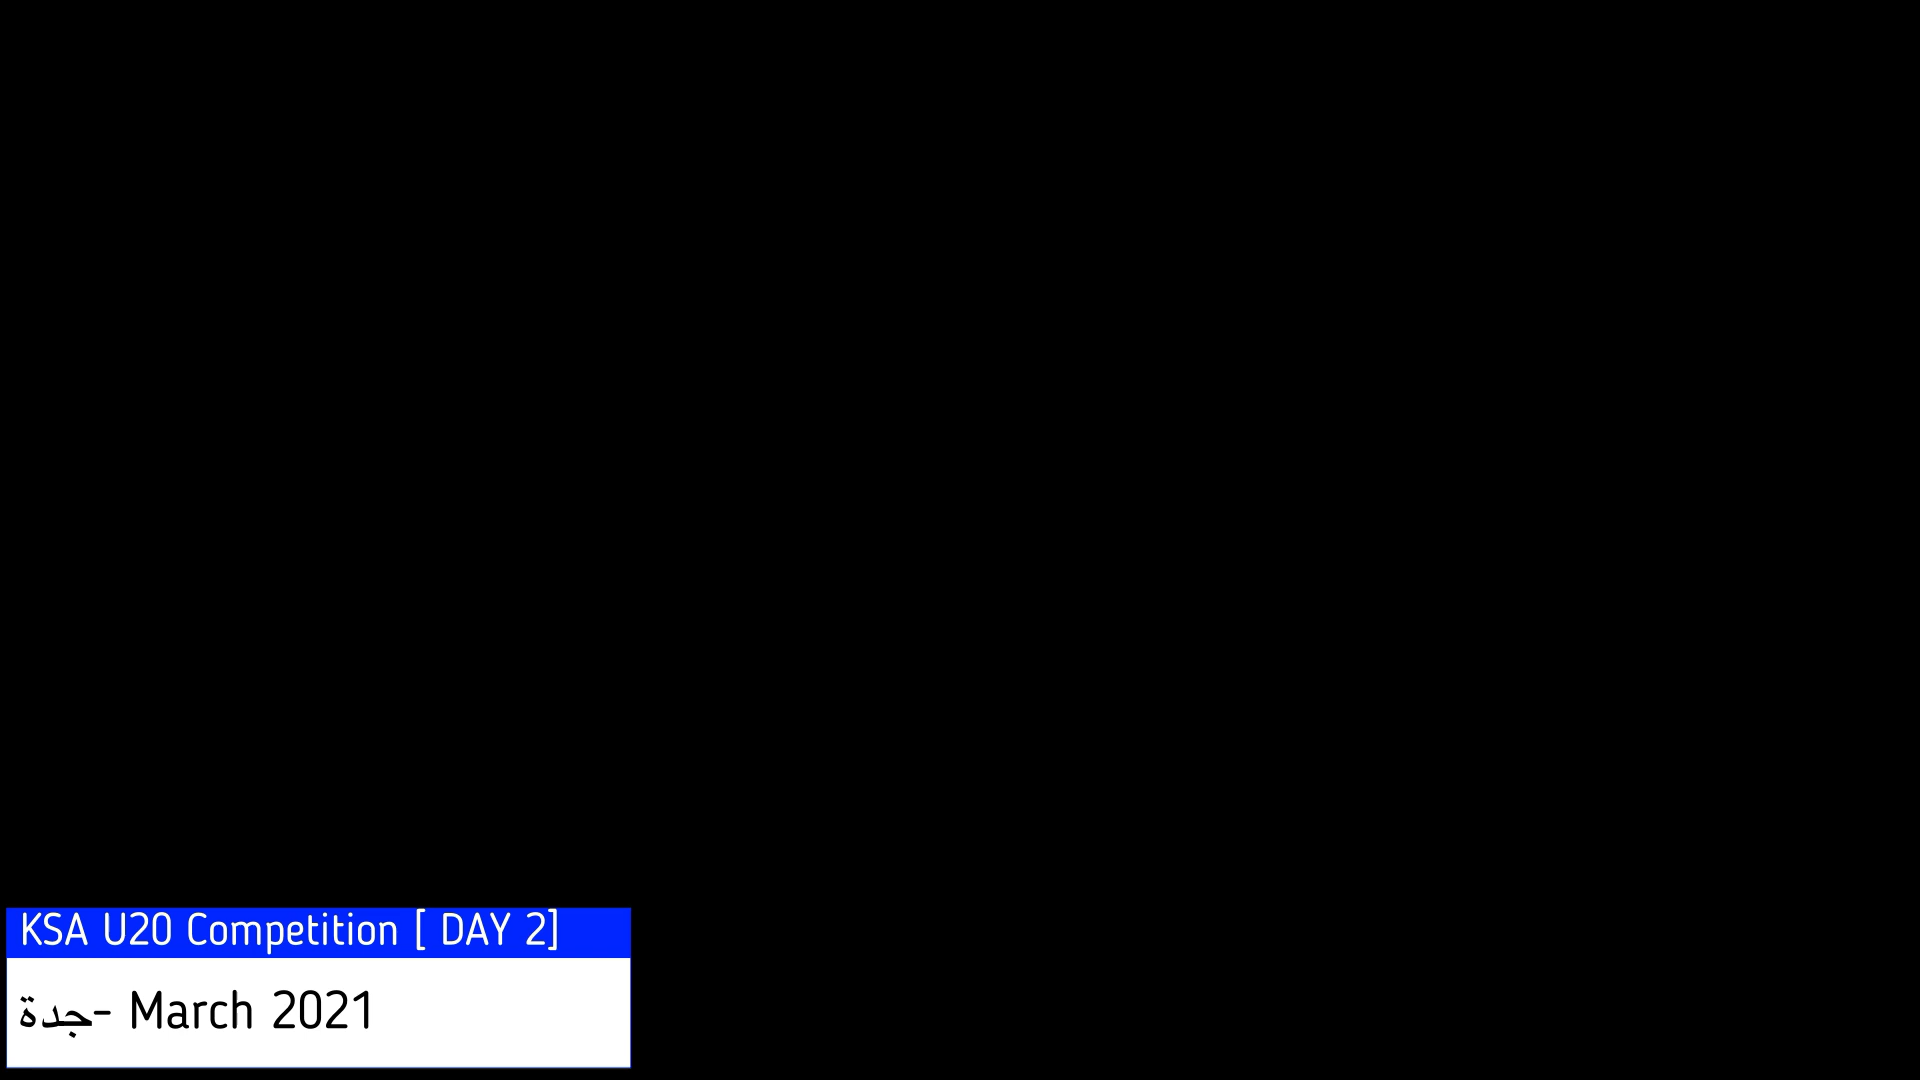 KSA U20 Competition [ DAY 2]
جدة- March 2021